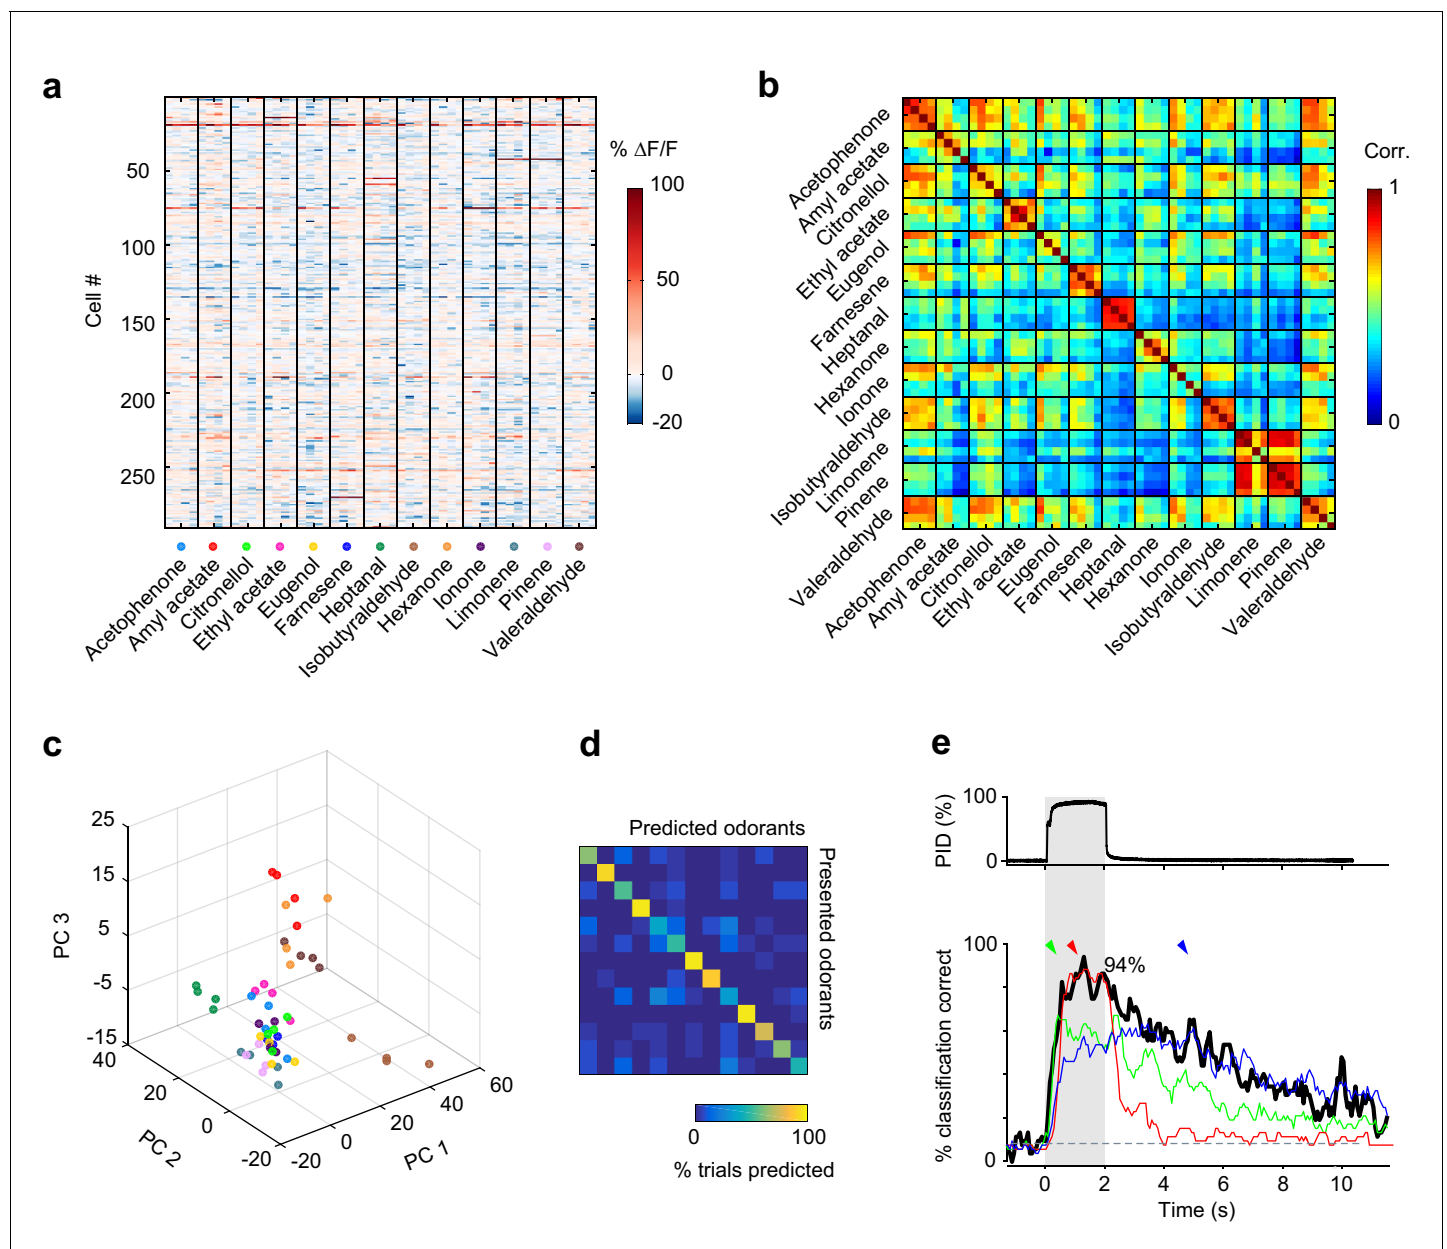 a
% ΔF/F
100
50
0
-20
Cell #
50
100
150
200
250
Acetophenone
Amyl acetate
Citronellol
Ethyl acetate
Eugenol
Farnesene
Heptanal
Isobutyraldehyde
Hexanone
Ionone
Limonene
Pinene
Valeraldehyde
b
Acetophenone
Amyl acetate
Citronellol
Ethyl acetate
Eugenol
Farnesene
Heptanal
Hexanone
Ionone
Isobutyraldehyde
Limonene
Pinene
Valeraldehyde
Corr.
1
0
Acetophenone
Amyl acetate
Citronellol
Ethyl acetate
Eugenol
Farnesene
Heptanal
Hexanone
Ionone
Isobutyraldehyde
Limonene
Pinene
Valeraldehyde
c
PC 3
25
15
5
-5
-15
40
20
0
-20
PC 2
-20
0
20
40
60
PC 1
d
Predicted odorants
Presented odorants
0
100
% trials predicted
e
PID (%)
100
0
% classification correct
100
0
94%
0
2
4
6
8
10
Time (s)